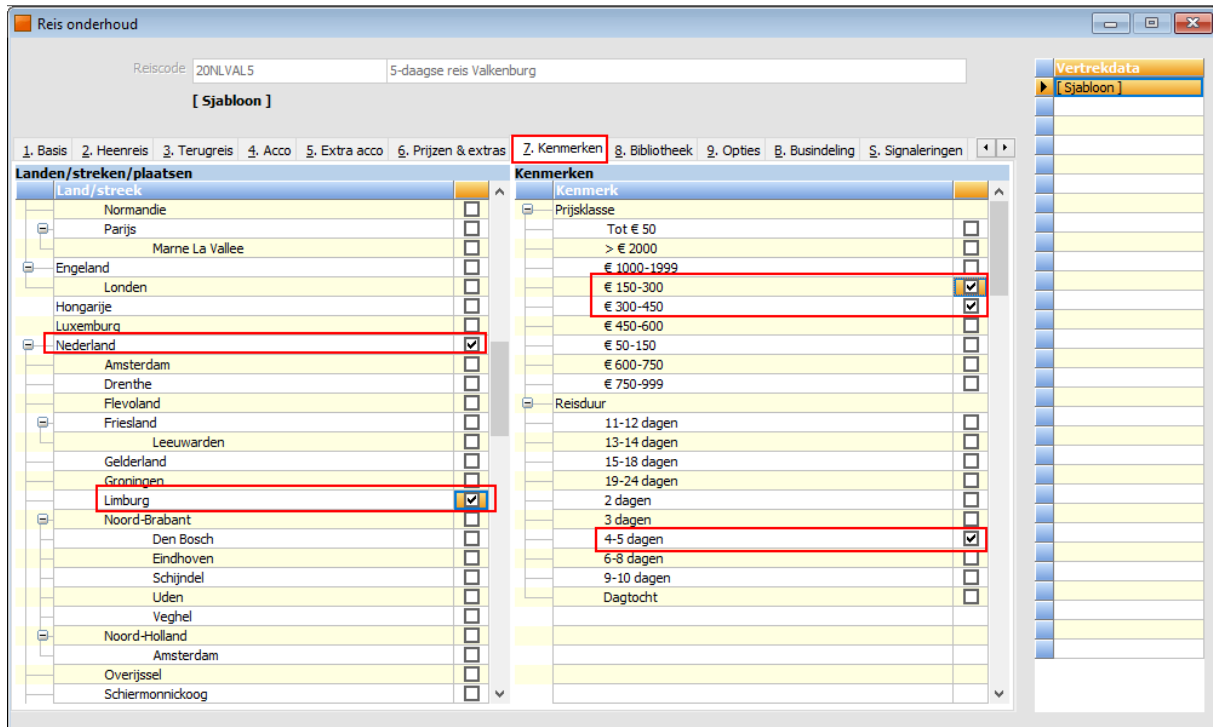 Reis onderhoud
Reiscode 20NLVAL5 5-daagse reis Valkenburg
[ Sjabloon ]
1. Basis 2. Heenreis 3. Terugreis 4. Acco 5. Extra acco 6. Prijzen & extras 7. Kenmerken 8. Bibliotheek 9. Opties B. Busindeling S. Signaleringen
Landen/streken/plaatsen
Land/streek
Normandie
Parijs
Marne La Vallee
Engeland
Londen
Hongarije
Luxemburg
Nederland
Amsterdam
Drenthe
Flevoland
Friesland
Leeuwarden
Gelderland
Groningen
Limburg
Noord-Brabant
Den Bosch
Eindhoven
Schijndel
Uden
Veghel
Noord-Holland
Amsterdam
Overijssel
Schiermonnickoog
Kenmerken
Kenmerk
Prijsklasse
Tot € 50
> € 2000
€ 1000-1999
€ 150-300
€ 300-450
€ 450-600
€ 50-150
€ 600-750
€ 750-999
Reisduur
11-12 dagen
13-14 dagen
15-18 dagen
19-24 dagen
2 dagen
3 dagen
4-5 dagen
6-8 dagen
9-10 dagen
Dagtocht
Vertrekdata
[ Sjabloon ]